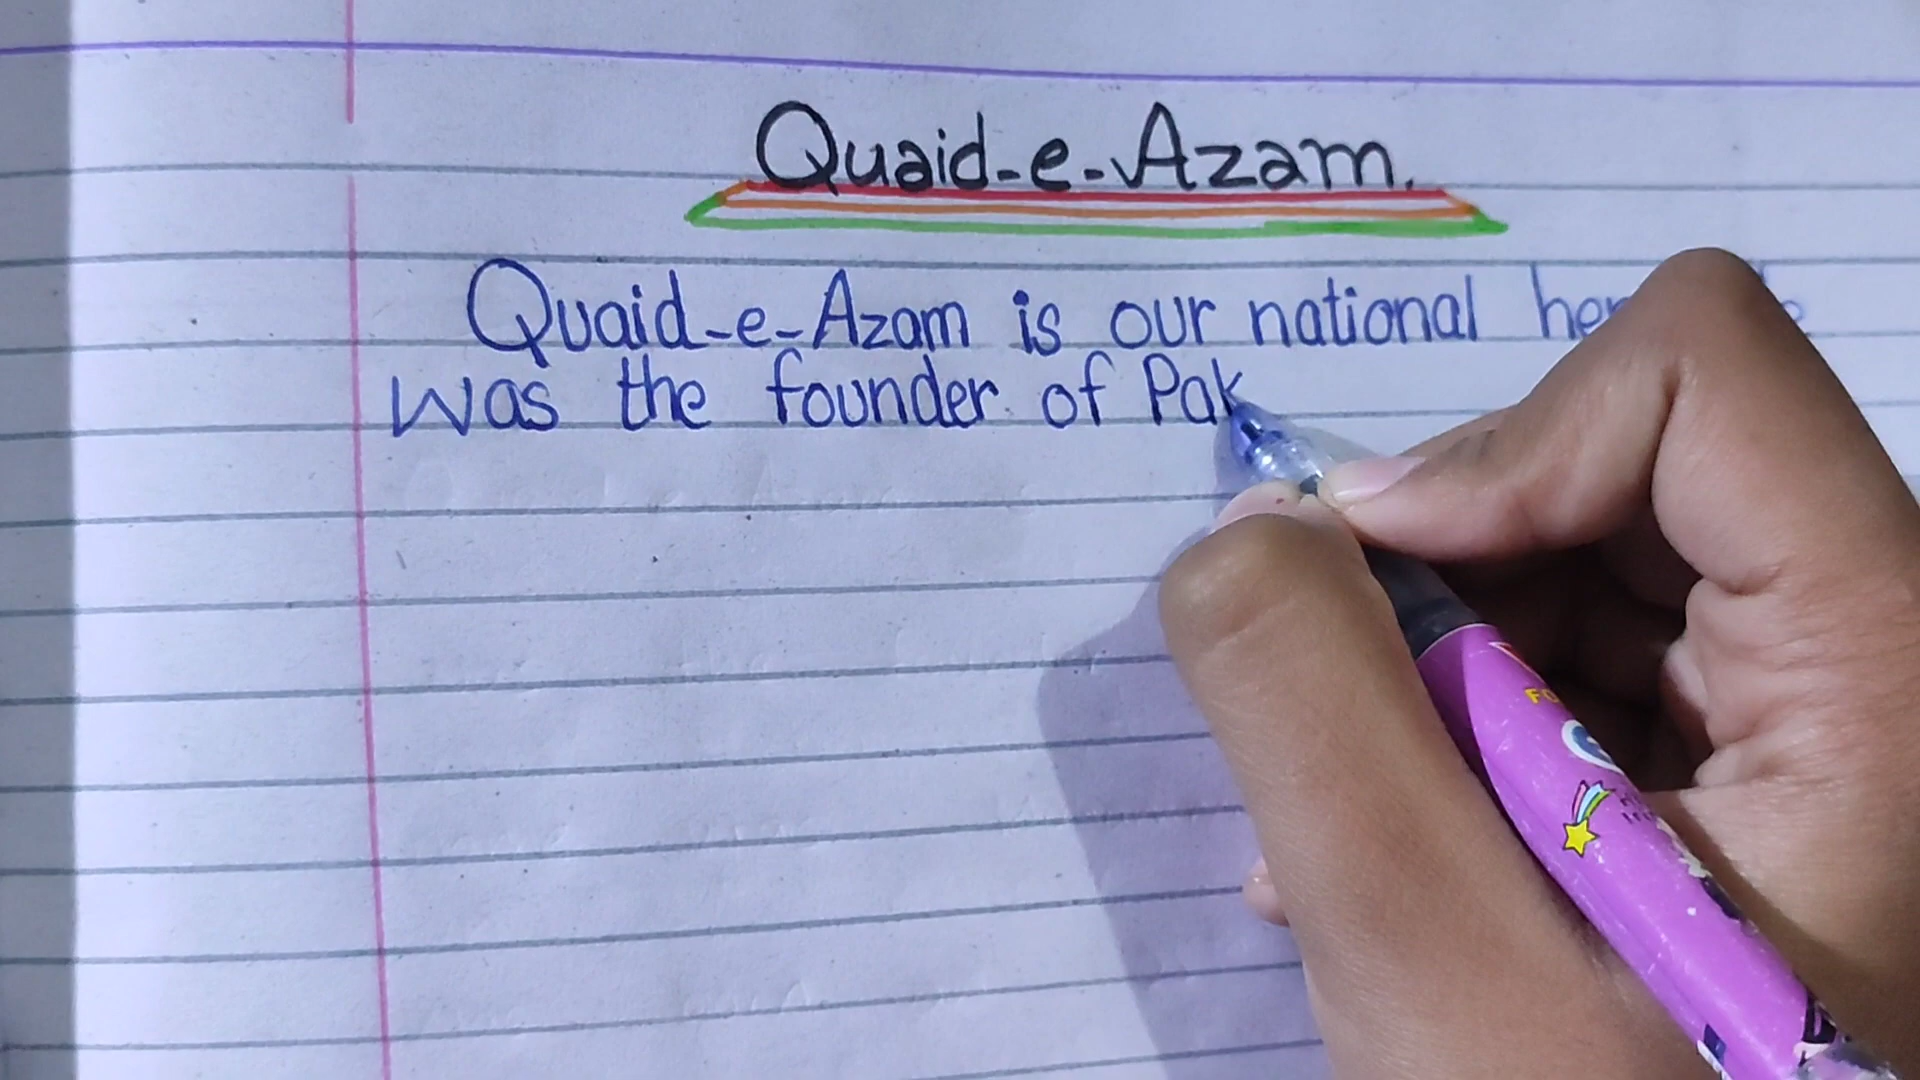 Quaid-e-Azam.
Quaid-e-Azam is our national
was the founder of Pak